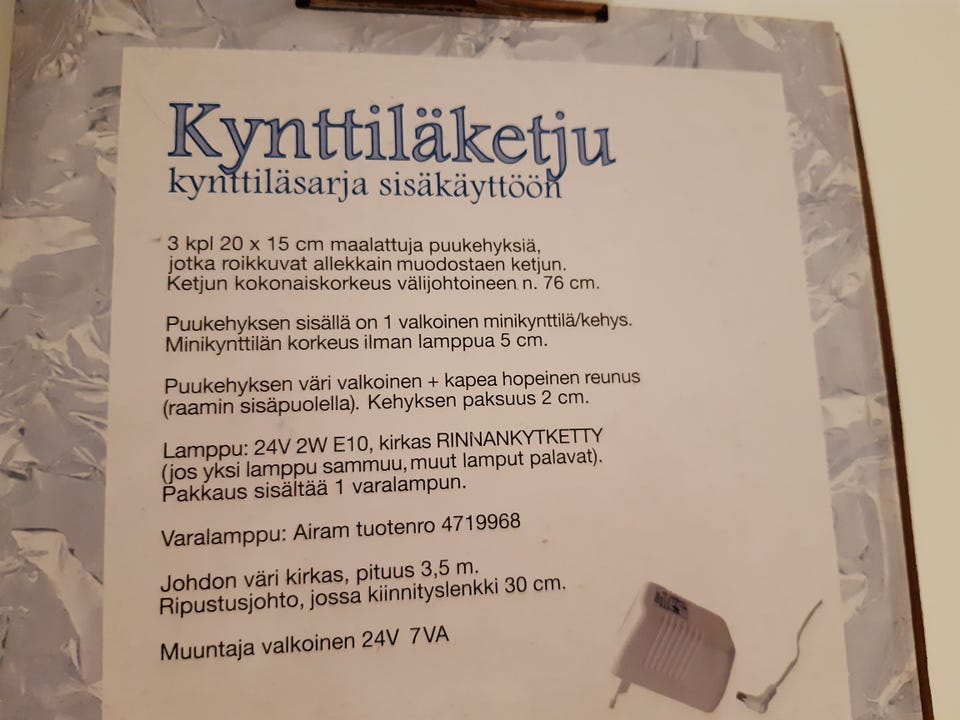 Kynttiläketju
kynttiläsarja sisäkäyttöön
3 kpl 20 x 15 cm maalattuja puukehyksiä,
jotka roikkuvat allekkain muodostaen ketjun.
Ketjun kokonaiskorkeus välijohtoineen n. 76 cm.
Puukehyksen sisällä on 1 valkoinen minikynttilä/kehys.
Minikynttilän korkeus ilman lamppua 5 cm.
Puukehyksen väri valkoinen + kapea hopeinen reunus
(raamin sisäpuolella). Kehyksen paksuus 2 cm.
Lamppu: 24V 2W E10, kirkas RINNANKYTKETTY
(jos yksi lamppu sammuu, muut lamput palavat).
Pakkaus sisältää 1 varalampun.
Varalamppu: Airam tuotenro 4719968
Johdon väri kirkas, pituus 3,5 m.
Ripustusjohto, jossa kiinnityslenkki 30 cm.
Muuntaja valkoinen 24V 7VA